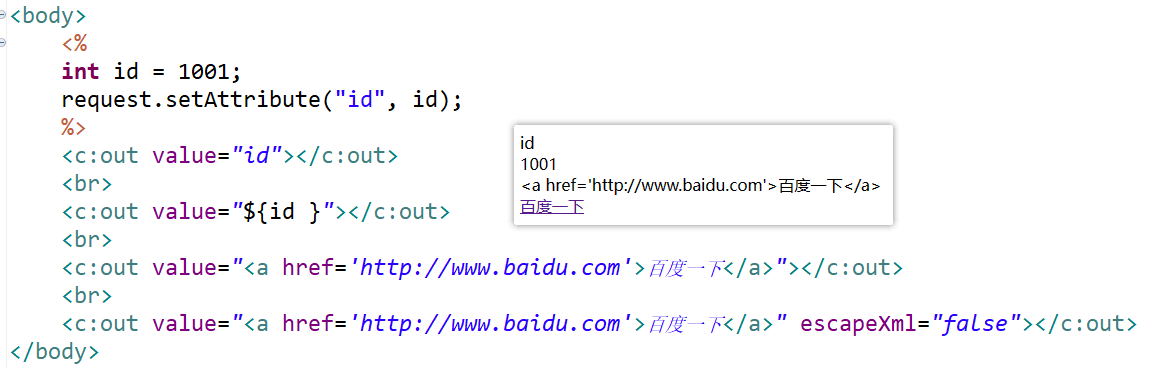 <body>
<%
int id = 1001;
request.setAttribute("id", id);
%>
<c:out value="id"></c:out>
<br>
<c:out value="${id }"></c:out>
<br>
<c:out value="<a href='http://www.baidu.com'>百度一下</a>"></c:out>
<br>
<c:out value="<a href='http://www.baidu.com'>百度一下</a>" escapeXml="false"></c:out>
</body>
id
1001
<a href='http://www.baidu.com'>百度一下</a>
百度一下